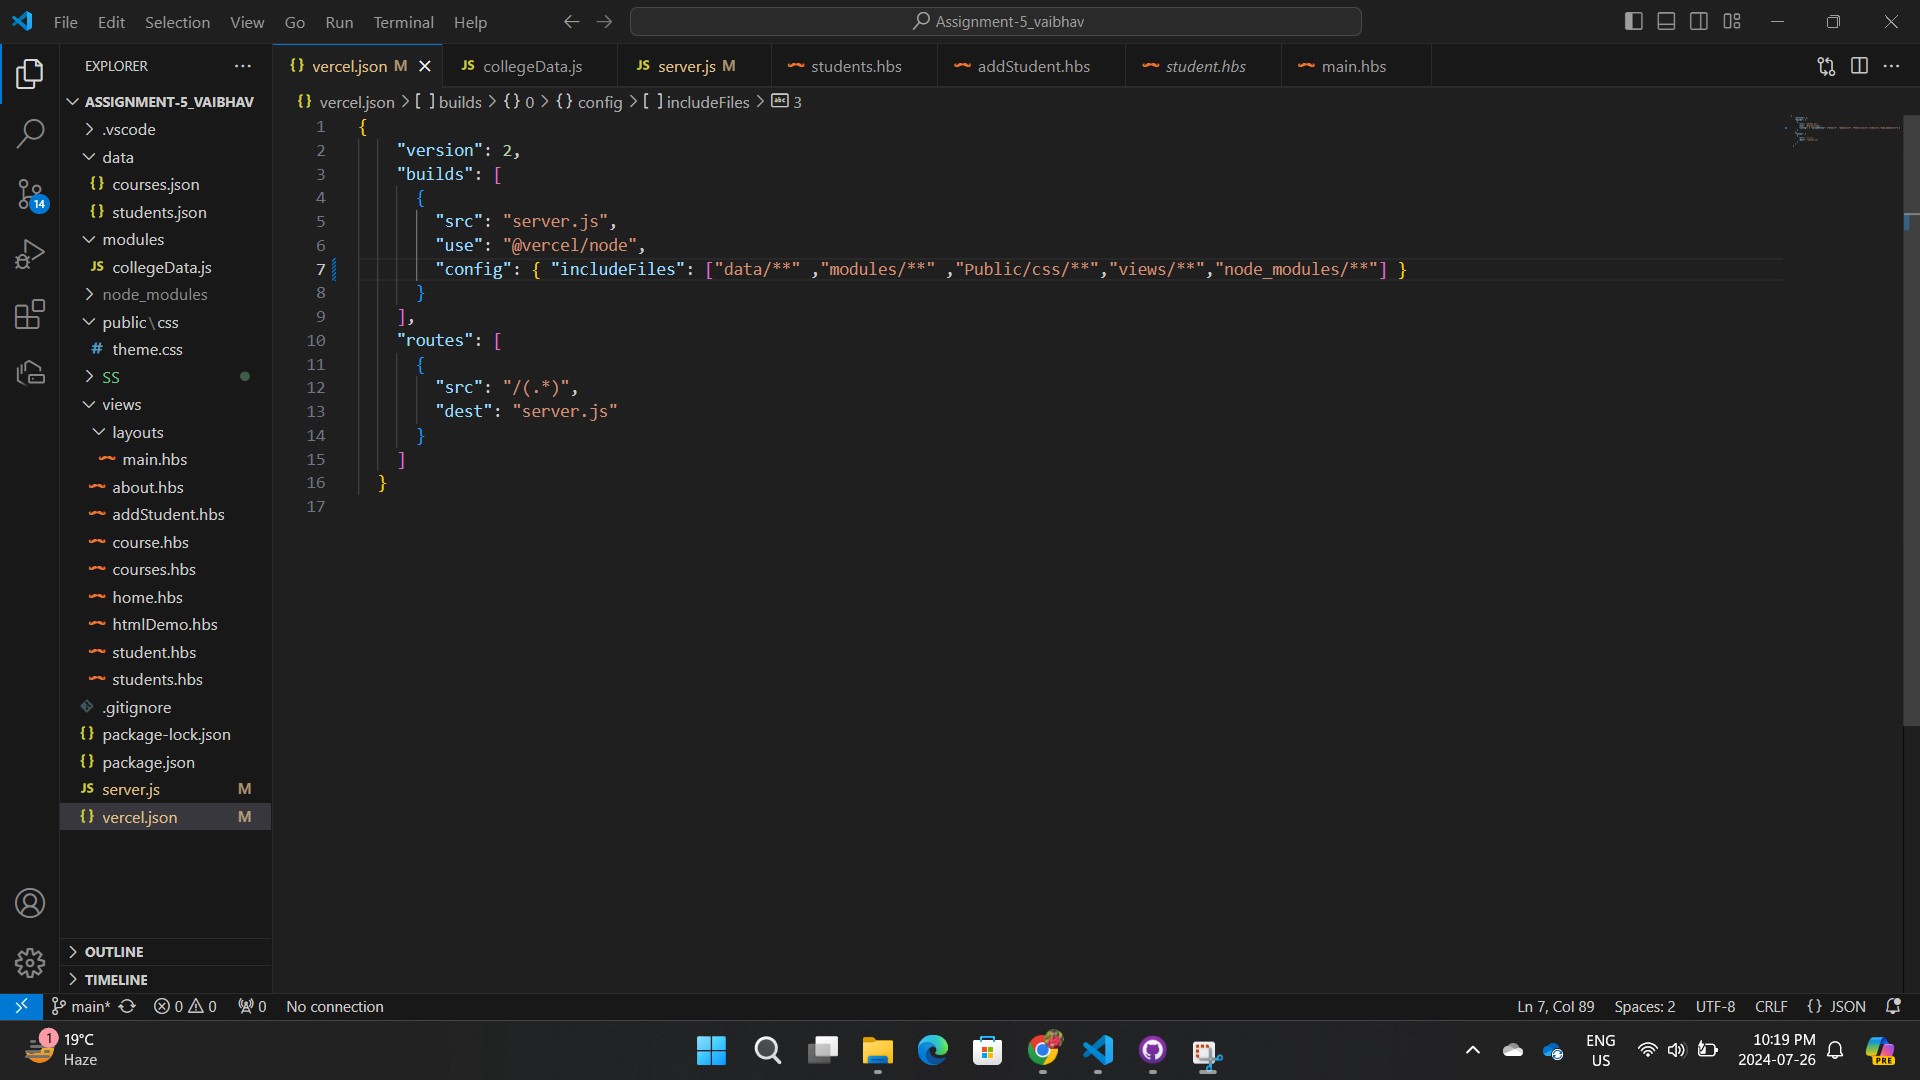 File Edit Selection View Go Run Terminal Help
Assignment-5_vaibhav
EXPLORER
ASSIGNMENT-5_VAIBHAV
.vscode
data
courses.json
students.json
modules
collegeData.js
node_modules
public\css
theme.css
SS
views
layouts
main.hbs
about.hbs
addStudent.hbs
course.hbs
courses.hbs
home.hbs
htmlDemo.hbs
student.hbs
students.hbs
.gitignore
package-lock.json
package.json
server.js M
vercel.json M
OUTLINE
TIMELINE
14
vercel.json M
collegeData.js
server.js M
students.hbs
addStudent.hbs
student.hbs
main.hbs
vercel.json > [ ] builds > {} 0 > {} config > [ ] includeFiles > abc 3
1 {
2 "version": 2,
3 "builds": [
4 {
5 "src": "server.js",
6 "use": "@vercel/node",
7 "config": { "includeFiles": ["data/**" ,"modules/**" ,"Public/css/**","views/**","node_modules/**"] }
8 }
9 ],
10 "routes": [
11 {
12 "src": "/(.*)",
13 "dest": "server.js"
14 }
15 ]
16 }
17
main* 0 0 0 No connection
Ln 7, Col 89 Spaces: 2 UTF-8 CRLF {} JSON
1
19°C
Haze
ENG
US
10:19 PM
2024-07-26
PRE